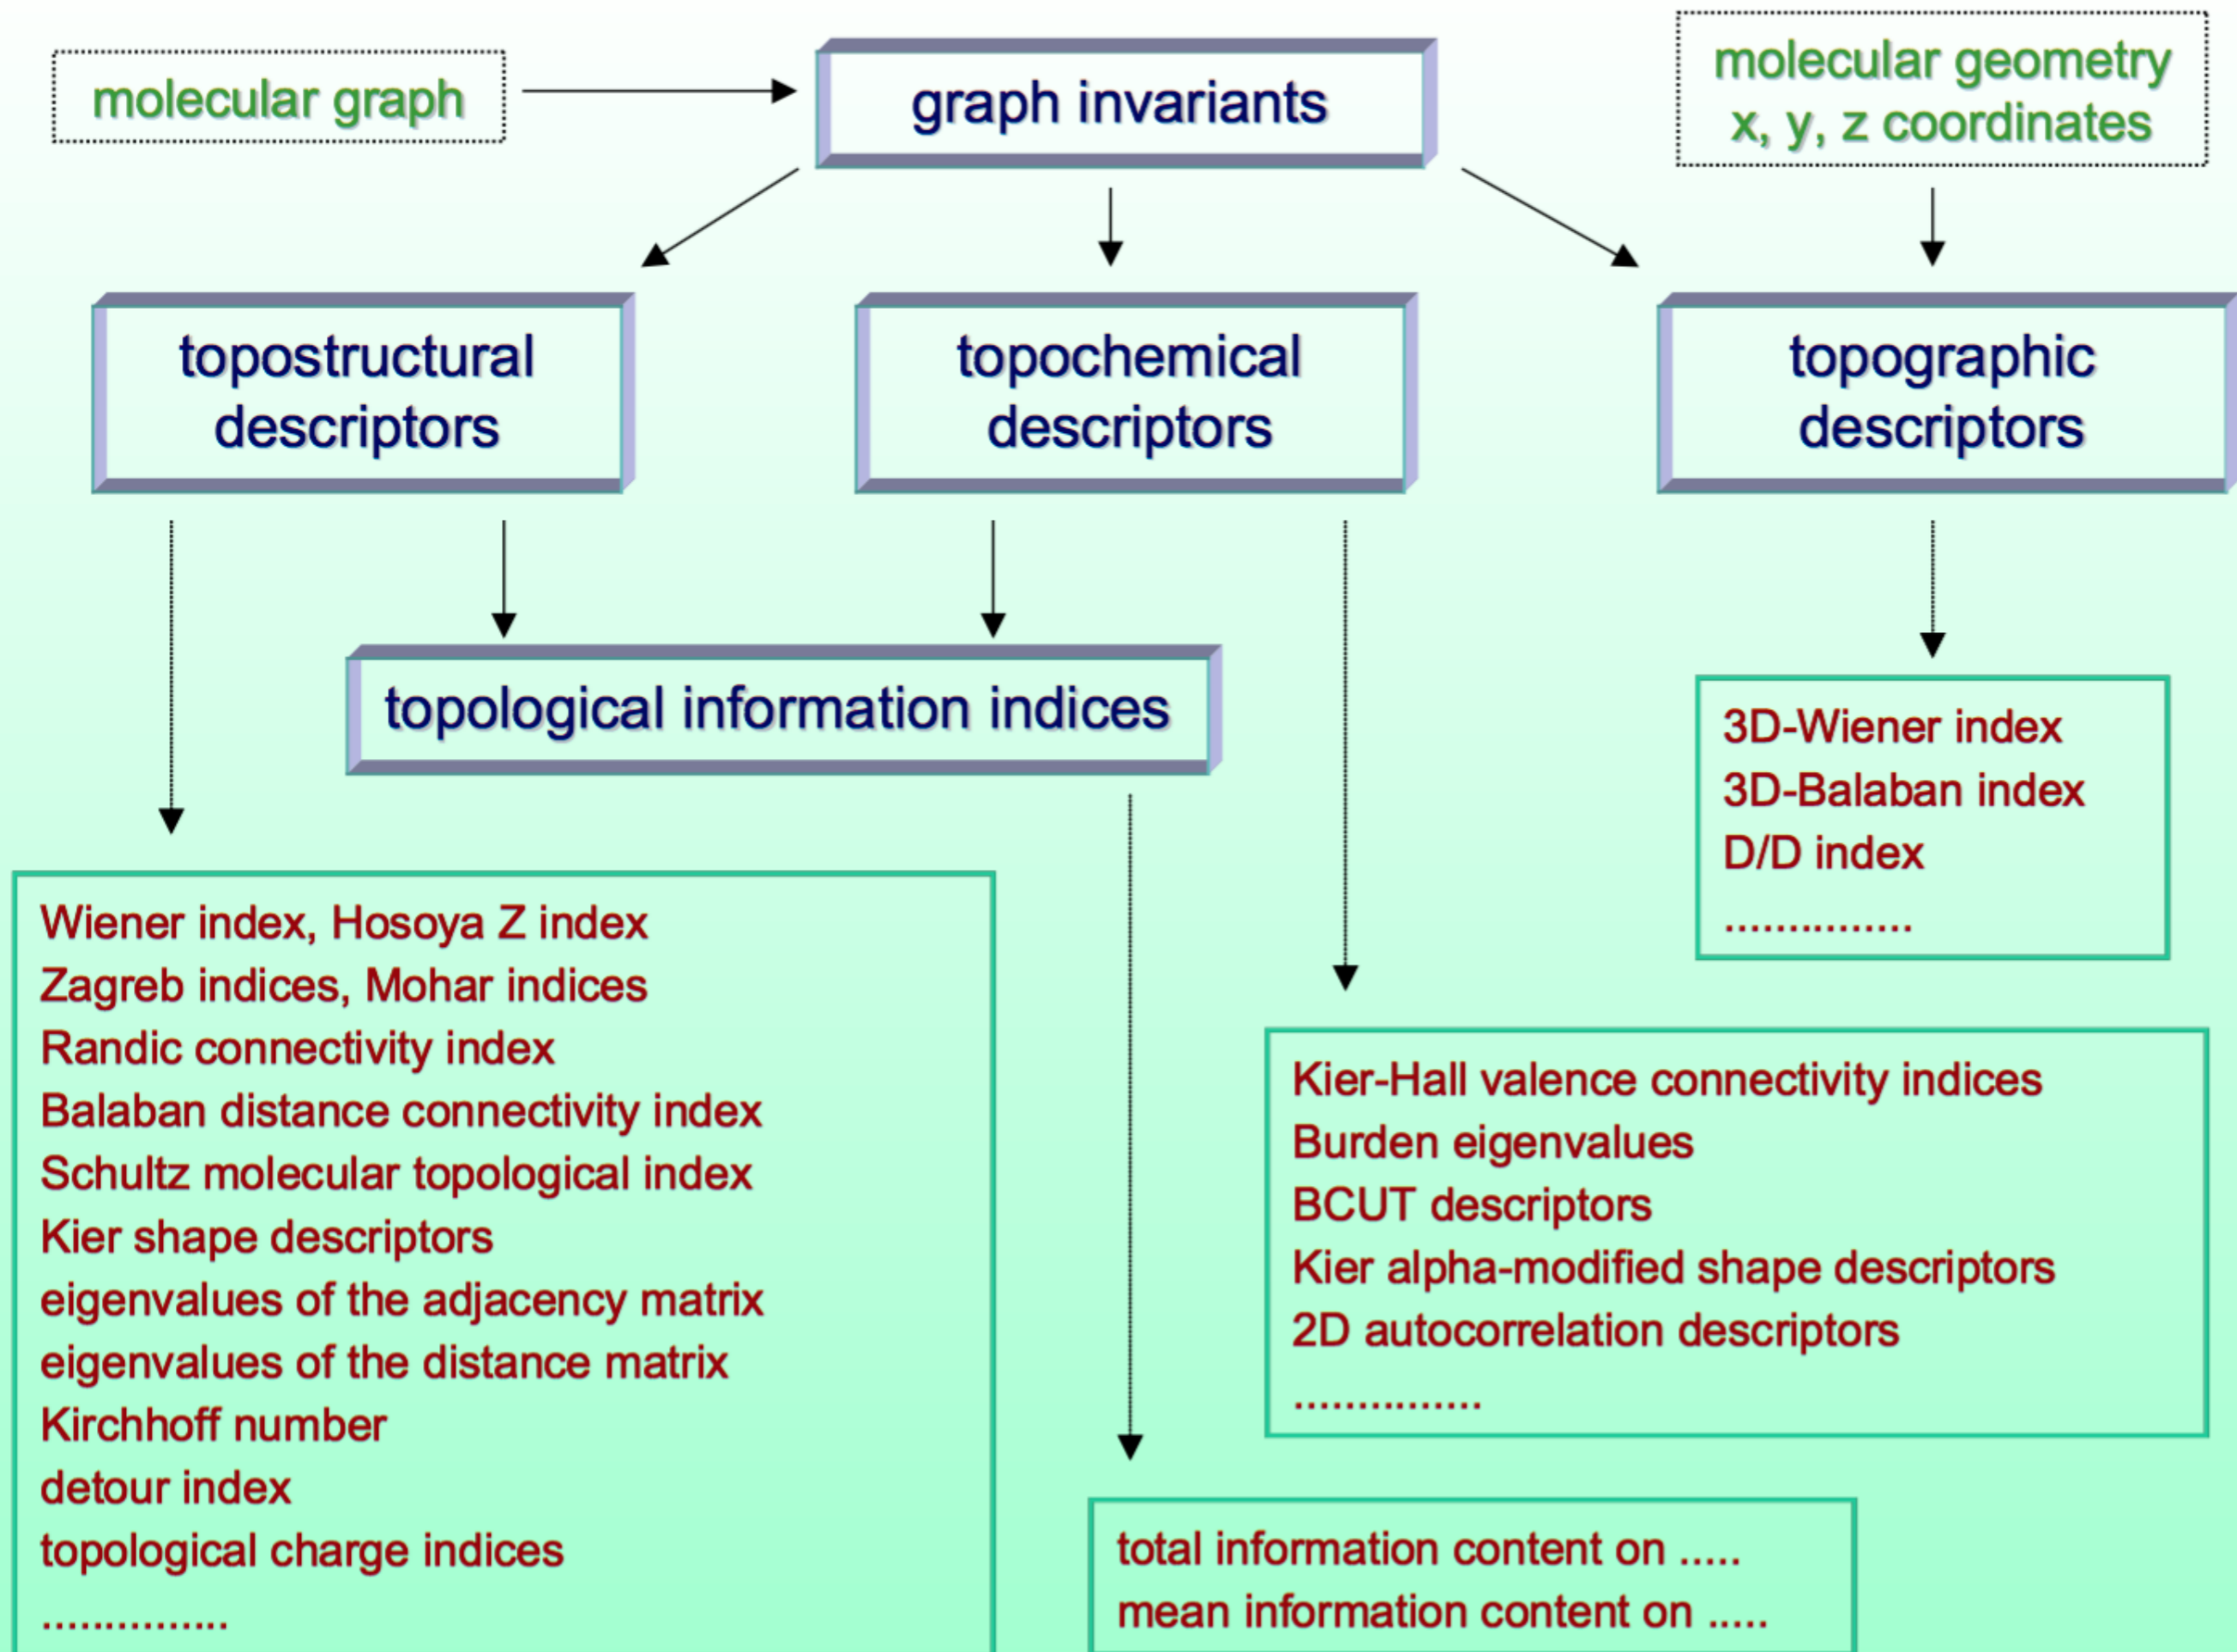 molecular graph
graph invariants
molecular geometry
x, y, z coordinates
topostructural
descriptors
topochemical
descriptors
topographic
descriptors
topological information indices
3D-Wiener index
3D-Balaban index
D/D index
...............
Wiener index, Hosoya Z index
Zagreb indices, Mohar indices
Randic connectivity index
Balaban distance connectivity index
Schultz molecular topological index
Kier shape descriptors
eigenvalues of the adjacency matrix
eigenvalues of the distance matrix
Kirchhoff number
detour index
topological charge indices
...............
Kier-Hall valence connectivity indices
Burden eigenvalues
BCUT descriptors
Kier alpha-modified shape descriptors
2D autocorrelation descriptors
...............
total information content on .....
mean information content on .....